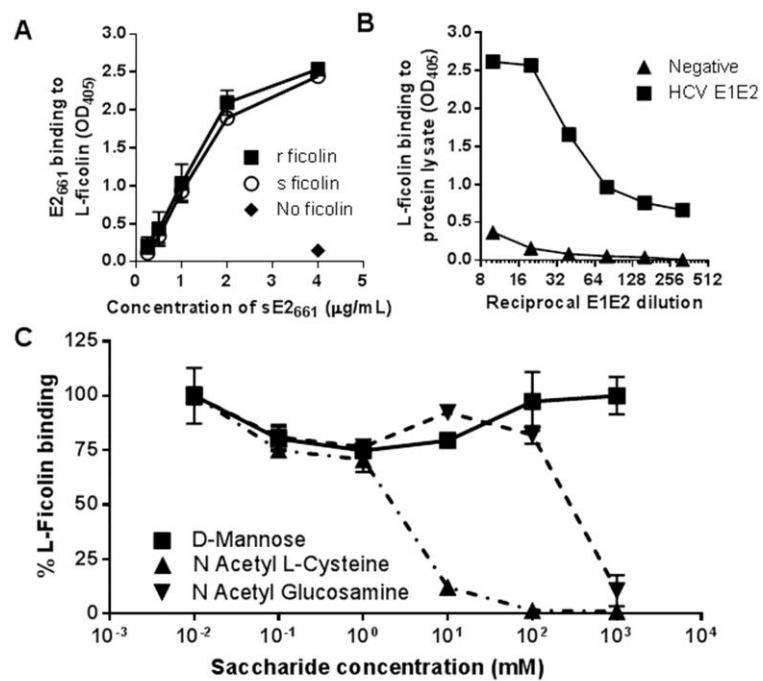 A
E2661 binding to
L-ficolin (OD405)
3.0
2.5
2.0
1.5
1.0
0.5
0.0
r ficolin
s ficolin
No ficolin
0 1 2 3 4 5
Concentration of sE2661 (μg/mL)
B
L-ficolin binding to
protein lysate (OD405)
3.0
2.5
2.0
1.5
1.0
0.5
0.0
Negative
HCV E1E2
8 16 32 64 128 256 512
Reciprocal E1E2 dilution
C
% L-Ficolin binding
125
100
75
50
25
0
D-Mannose
N Acetyl L-Cysteine
N Acetyl Glucosamine
10-3 10-2 10-1 100 101 102 103 104
Saccharide concentration (mM)